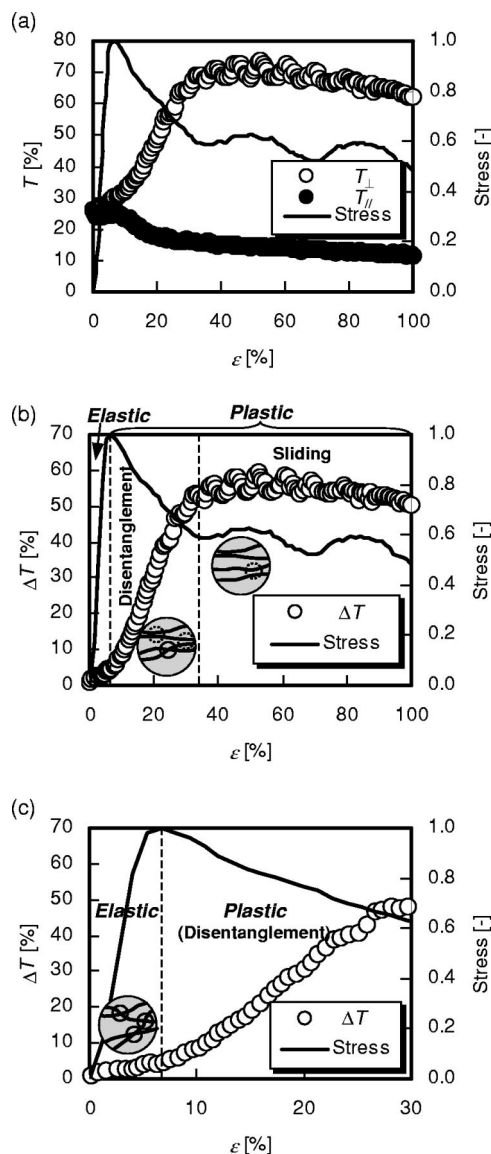 (a)
80
70
60
50
40
30
20
10
0
T [%]
1.0
0.8
0.6
0.4
0.2
0.0
Stress [-]
T⊥
T//
Stress
0 20 40 60 80 100
ε [%]
(b)
Elastic
Plastic
70
60
50
40
30
20
10
0
ΔT [%]
1.0
0.8
0.6
0.4
0.2
0.0
Stress [-]
Disentanglement
Sliding
ΔT
Stress
0 20 40 60 80 100
ε [%]
(c)
70
60
50
40
30
20
10
0
ΔT [%]
1.0
0.8
0.6
0.4
0.2
0.0
Stress [-]
Elastic
Plastic
(Disentanglement)
ΔT
Stress
0 10 20 30
ε [%]